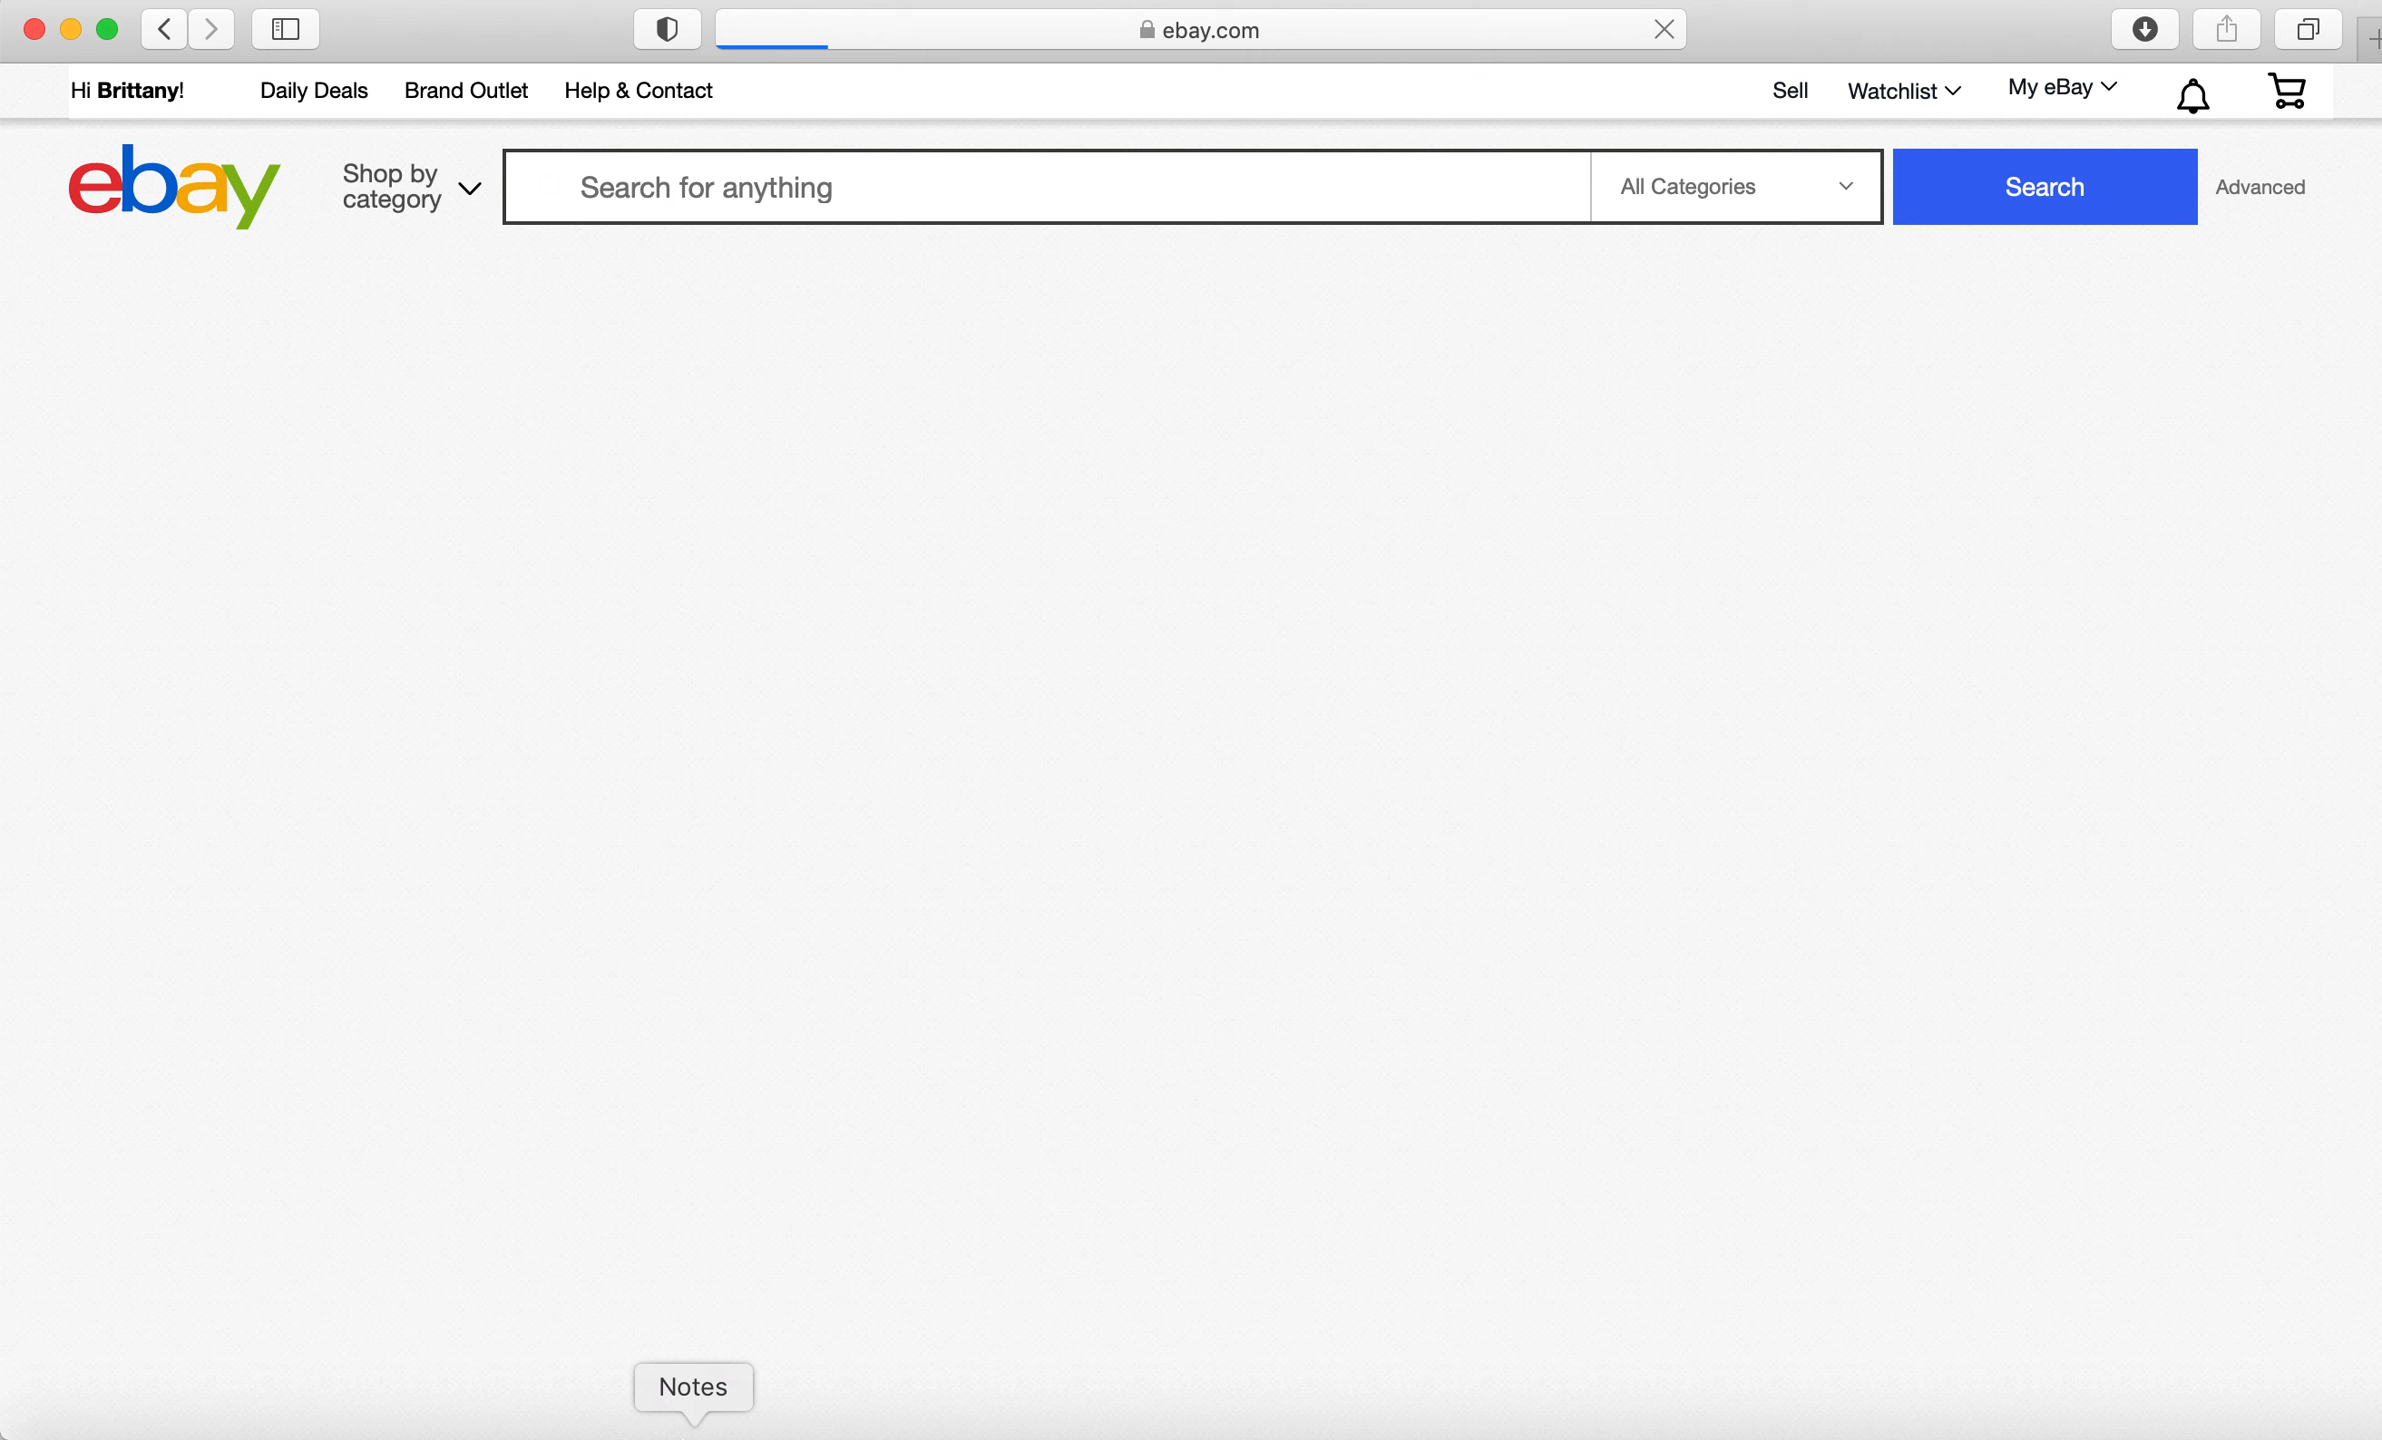 ebay.com
Hi Brittany! Daily Deals Brand Outlet Help & Contact Sell Watchlist My eBay
ebay Shop by category Search for anything All Categories Search Advanced
Notes